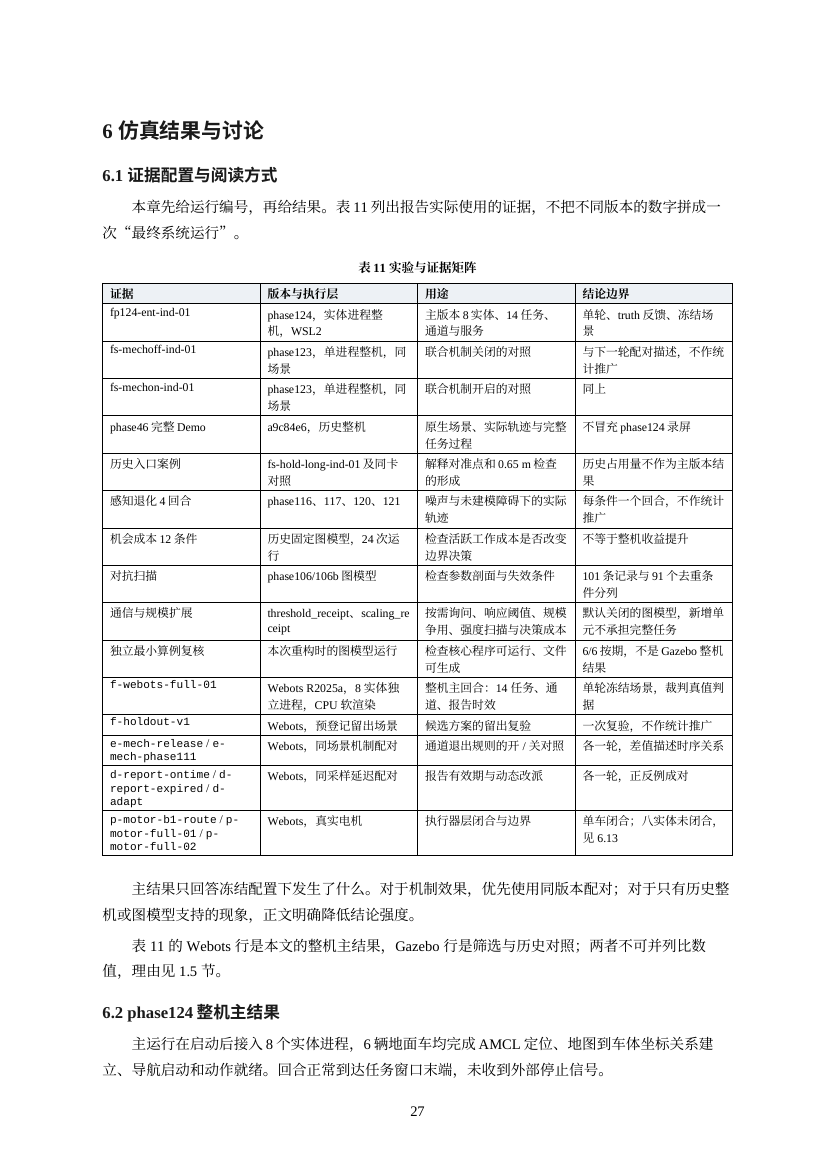 6 仿真结果与讨论
6.1 证据配置与阅读方式
本章先给运行编号，再给结果。表 11 列出报告实际使用的证据，不把不同版本的数字拼成一
次“最终系统运行”。
表 11 实验与证据矩阵
证据 版本与执行层 用途 结论边界
fp124-ent-ind-01 phase124，实体进程整 主版本 8 实体、14 任务、 单轮、truth 反馈、冻结场
机，WSL2 通道与服务 景
fs-mechoff-ind-01 phase123，单进程整机，同 联合机制关闭的对照 与下一轮配对描述，不作统
场景 计推广
fs-mechon-ind-01 phase123，单进程整机，同 联合机制开启的对照 同上
场景
phase46 完整 Demo a9c84e6，历史整机 原生场景、实际轨迹与完整 不冒充 phase124 录屏
任务过程
历史入口案例 fs-hold-long-ind-01 及同卡 解释对准点和 0.65 m 检查 历史占用量不作为主版本结
对照 的形成 果
感知退化 4 回合 phase116、117、120、121 噪声与未建模障碍下的实际 每条件一个回合，不作统计
轨迹 推广
机会成本 12 条件 历史固定图模型，24 次运 检查活跃工作成本是否改变 不等于整机收益提升
行 边界决策
对抗扫描 phase106/106b 图模型 检查参数剖面与失效条件 101 条记录与 91 个去重条
件分列
通信与规模扩展 threshold_receipt、scaling_re 按需询问、响应阈值、规模 默认关闭的图模型，新增单
ceipt 争用、强度扫描与决策成本 元不承担完整任务
独立最小算例复核 本次重构时的图模型运行 检查核心程序可运行、文件 6/6 按期，不是 Gazebo 整机
可生成 结果
f-webots-full-01 Webots R2025a，8 实体独 整机主回合：14 任务、通 单轮冻结场景，裁判真值判
立进程，CPU 软渲染 道、报告时效 据
f-holdout-v1 Webots，预登记留出场景 候选方案的留出复验 一次复验，不作统计推广
e-mech-release / e- Webots，同场景机制配对 通道退出规则的开 / 关对照 各一轮，差值描述时序关系
mech-phase111
d-report-ontime / d- Webots，同采样延迟配对 报告有效期与动态改派 各一轮，正反例成对
report-expired / d-
adapt
p-motor-b1-route / p- Webots，真实电机 执行器层闭合与边界 单车闭合；八实体未闭合，
motor-full-01 / p- 见 6.13
motor-full-02
主结果只回答冻结配置下发生了什么。对于机制效果，优先使用同版本配对；对于只有历史整
机或图模型支持的现象，正文明确降低结论强度。
表 11 的 Webots 行是本文的整机主结果，Gazebo 行是筛选与历史对照；两者不可并列比数
值，理由见 1.5 节。
6.2 phase124 整机主结果
主运行在启动后接入 8 个实体进程，6 辆地面车均完成 AMCL 定位、地图到车体坐标关系建
立、导航启动和动作就绪。回合正常到达任务窗口末端，未收到外部停止信号。
27